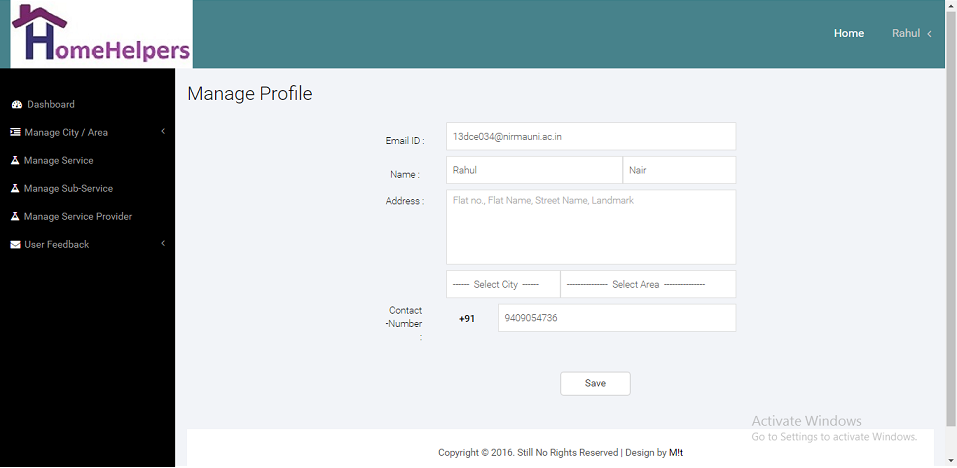 HomeHelpers
Home Rahul <
Dashboard
Manage City / Area <
Manage Service
Manage Sub-Service
Manage Service Provider
User Feedback <
Manage Profile
Email ID : 13dce034@nirmauni.ac.in
Name : Rahul Nair
Address : Flat no., Flat Name, Street Name, Landmark
------ Select City ------ --------------- Select Area ---------------
Contact
-Number +91 9409054736
:
Save
Activate Windows
Go to Settings to activate Windows.
Copyright © 2016. Still No Rights Reserved | Design by M!t